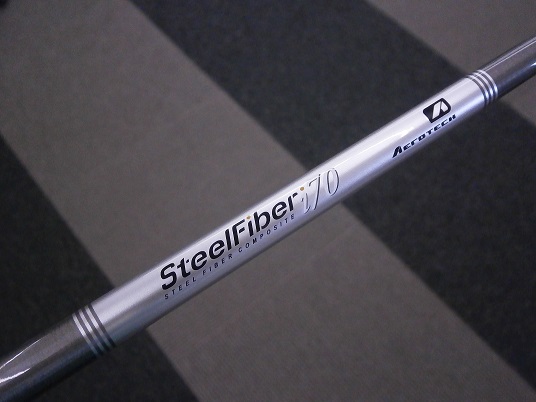 SteelFiber i70
STEEL FIBER COMPOSITE
AEROTECH